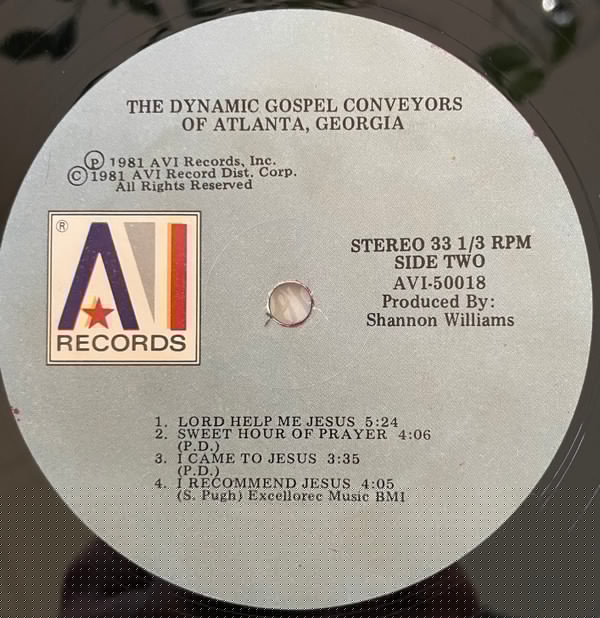 THE DYNAMIC GOSPEL CONVEYORS
OF ATLANTA, GEORGIA
Ⓟ 1981 AVI Records, Inc.
© 1981 AVI Record Dist. Corp.
All Rights Reserved
®
AVI
RECORDS
STEREO 33 1/3 RPM
SIDE TWO
AVI-50018
Produced By:
Shannon Williams
1. LORD HELP ME JESUS 5:24
2. SWEET HOUR OF PRAYER 4:06
(P.D.)
3. I CAME TO JESUS 3:35
(P.D.)
4. I RECOMMEND JESUS 4:05
(S. Pugh) Excellorec Music BMI